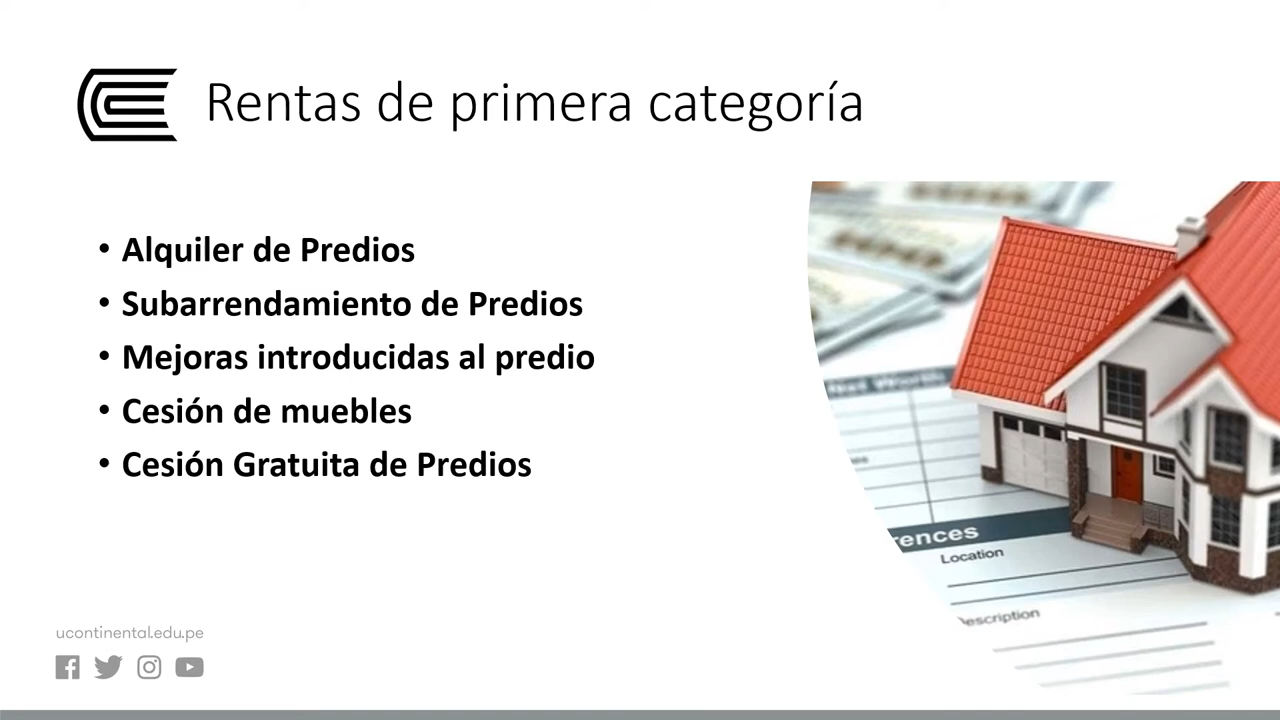 Rentas de primera categoría
• Alquiler de Predios
• Subarrendamiento de Predios
• Mejoras introducidas al predio
• Cesión de muebles
• Cesión Gratuita de Predios
rences
Location
escription
ucontinental.edu.pe